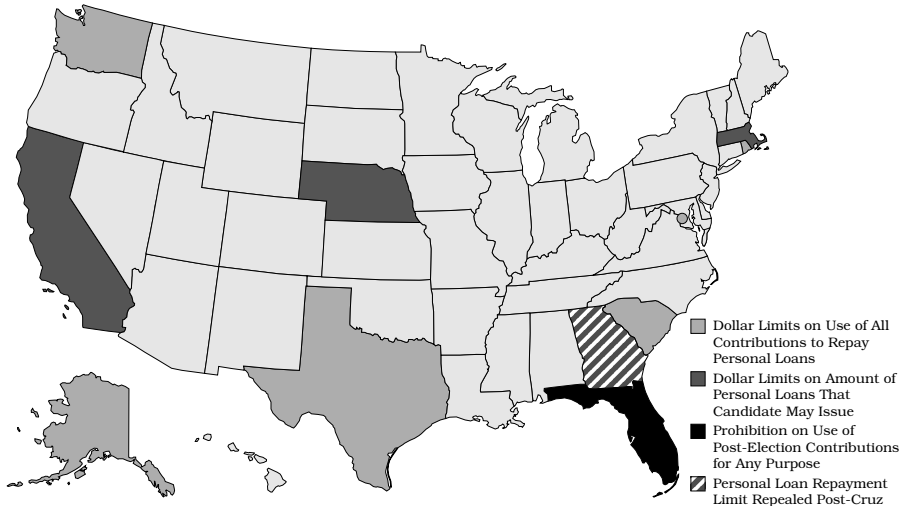 Dollar Limits on Use of All
Contributions to Repay
Personal Loans
Dollar Limits on Amount of
Personal Loans That
Candidate May Issue
Prohibition on Use of
Post-Election Contributions
for Any Purpose
Personal Loan Repayment
Limit Repealed Post-Cruz